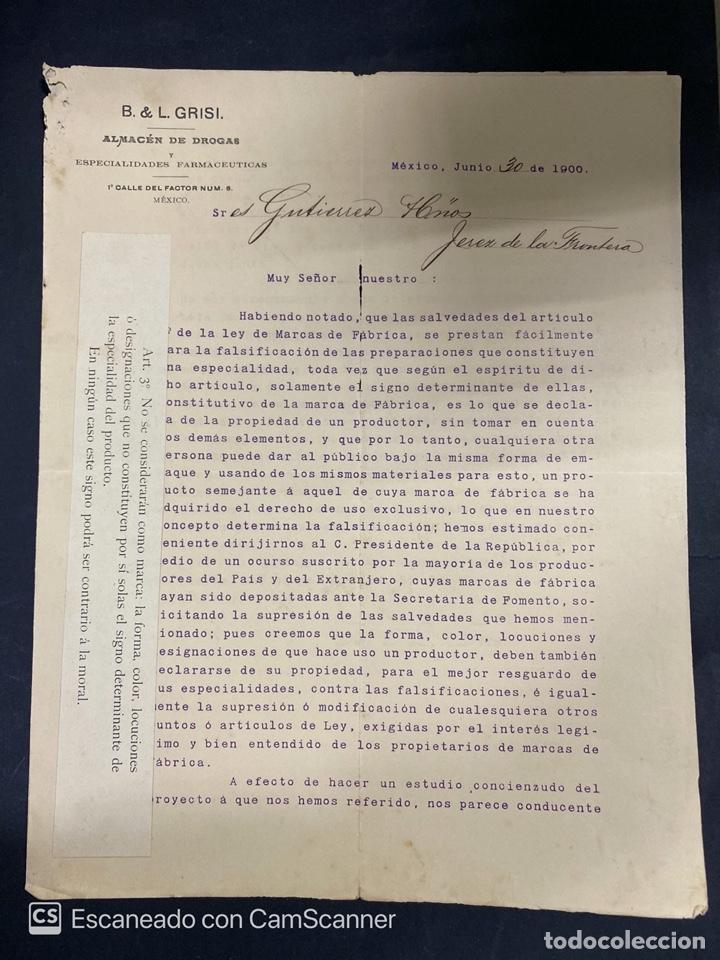 B. & L. GRISI.
ALMACÉN DE DROGAS
Y
ESPECIALIDADES FARMACEUTICAS
1ª CALLE DEL FACTOR NUM. 8.
MÉXICO.
México, Junio 30 de 1900.
Sres Gutierrez Hños
Jerez de la Frontera
Muy Señor nuestro :
Habiendo notado, que las salvedades del artículo
de la ley de Marcas de Fábrica, se prestan fácilmente
ara la falsificación de las preparaciones que constituyen
na especialidad, toda vez que según el espíritu de di-
ho artículo, solamente el signo determinante de ellas,
onstitutivo de la marca de Fábrica, es lo que se decla-
a de la propiedad de un productor, sin tomar en cuenta
os demás elementos, y que por lo tanto, cualquiera otra
ersona puede dar al público bajo la misma forma de em-
aque y usando de los mismos materiales para esto, un pro-
ucto semejante á aquel de cuya marca de fábrica se ha
dquirido el derecho de uso exclusivo, lo que en nuestro
oncepto determina la falsificación; hemos estimado con-
eniente dirijirnos al C. Presidente de la República, por
edio de un ocurso suscrito por la mayoría de los produc-
ores del País y del Extranjero, cuyas marcas de fábrica
ayan sido depositadas ante la Secretaria de Fomento, so-
icitando la supresión de las salvedades que hemos men-
ionado; pues creemos que la forma, color, locuciones y
esignaciones de que hace uso un productor, deben también
eclararse de su propiedad, para el mejor resguardo de
us especialidades, contra las falsificaciones, é igual-
ente la supresión ó modificación de cualesquiera otros
untos ó artículos de Ley, exigidas por el interés legi-
timo y bien entendido de los propietarios de marcas de
ábrica.
A efecto de hacer un estudio concienzudo del
proyecto á que nos hemos referido, nos parece conducente
Art. 3º No se considerarán como marca: la forma, color, locuciones
ó designaciones que no constituyen por sí solas el signo determinante de
la especialidad del producto.
En ningún caso este signo podrá ser contrario á la moral.
CS Escaneado con CamScanner
todocoleccion